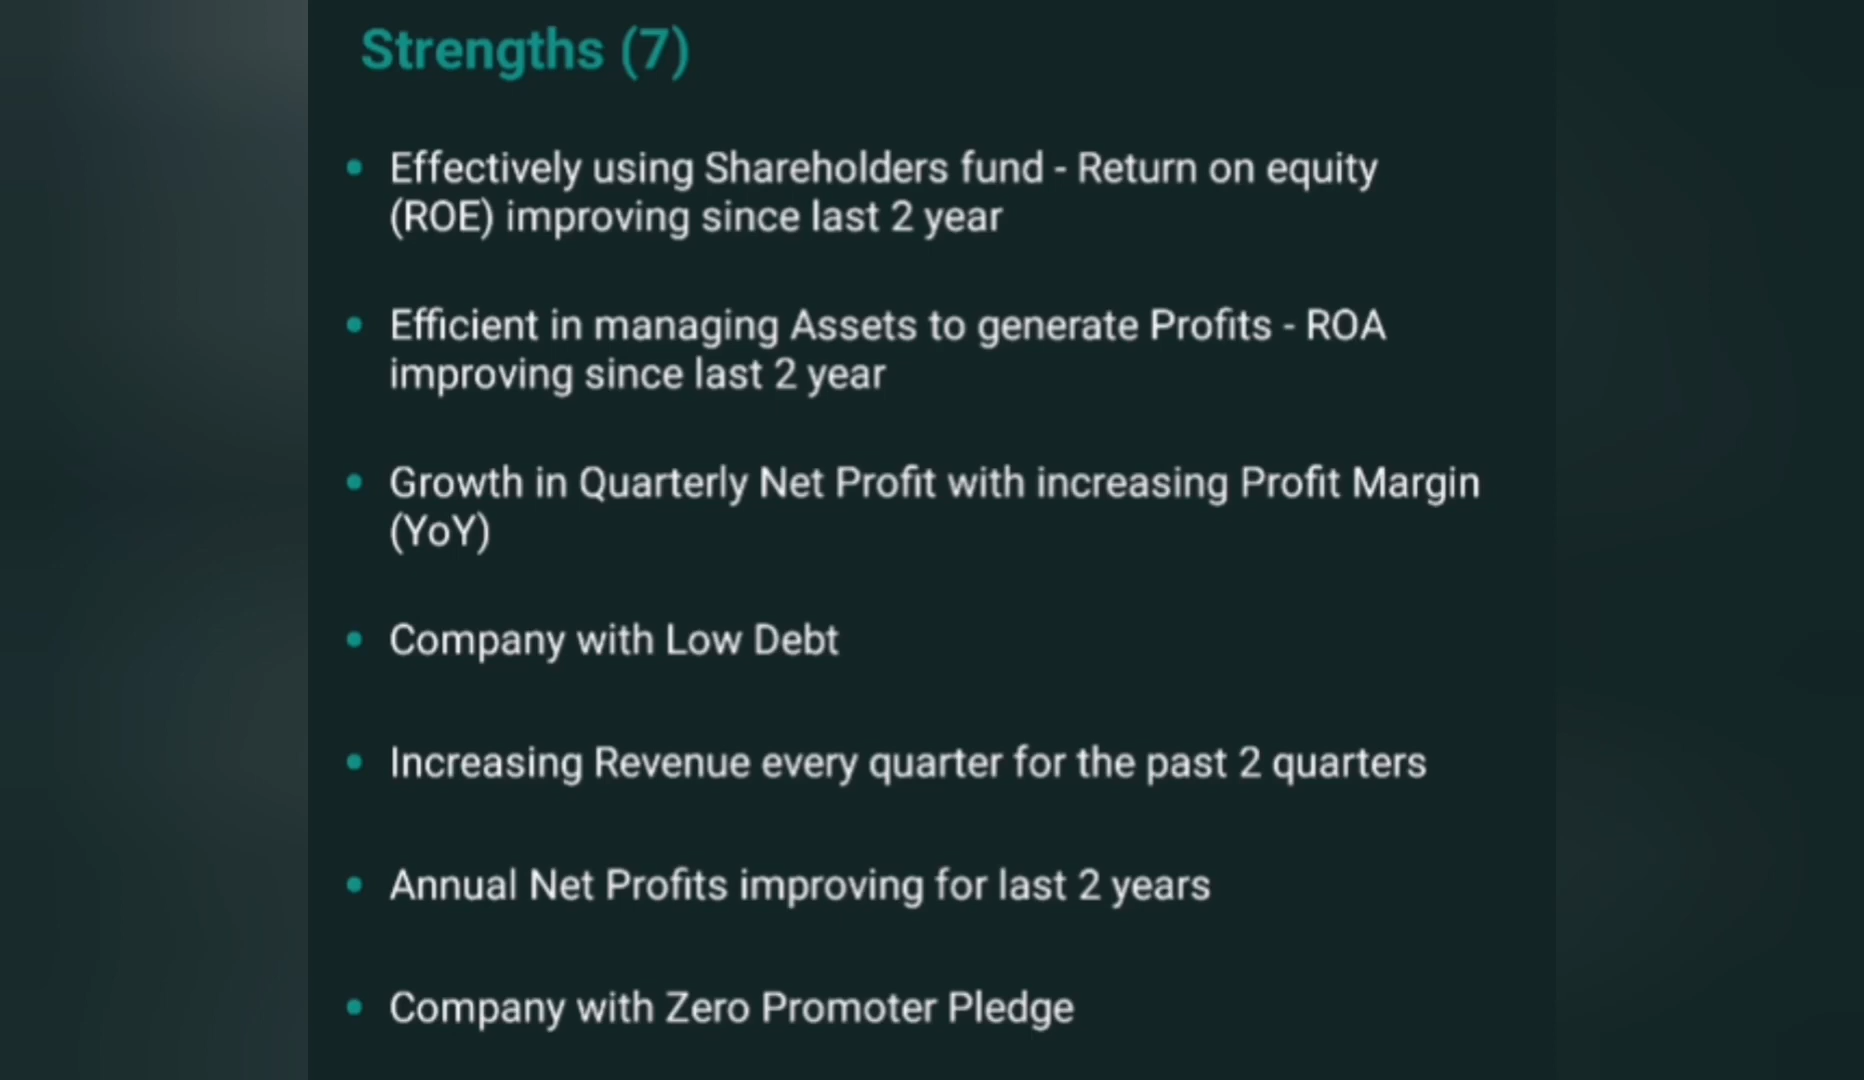 Strengths (7)
Effectively using Shareholders fund - Return on equity
(ROE) improving since last 2 year
Efficient in managing Assets to generate Profits - ROA
improving since last 2 year
Growth in Quarterly Net Profit with increasing Profit Margin
(YoY)
Company with Low Debt
Increasing Revenue every quarter for the past 2 quarters
Annual Net Profits improving for last 2 years
Company with Zero Promoter Pledge